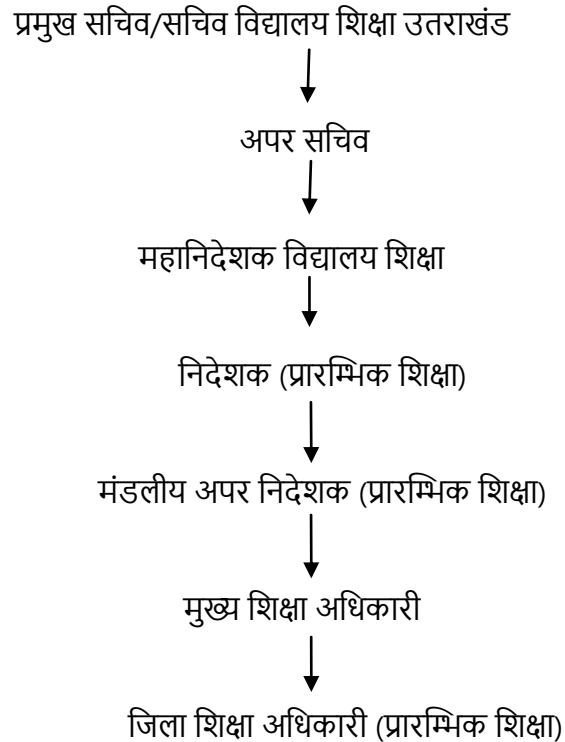 प्रमुख सचिव/सचिव विद्यालय शिक्षा उतराखंड
अपर सचिव
महानिदेशक विद्यालय शिक्षा
निदेशक (प्रारम्भिक शिक्षा)
मंडलीय अपर निदेशक (प्रारम्भिक शिक्षा)
मुख्य शिक्षा अधिकारी
जिला शिक्षा अधिकारी (प्रारम्भिक शिक्षा)